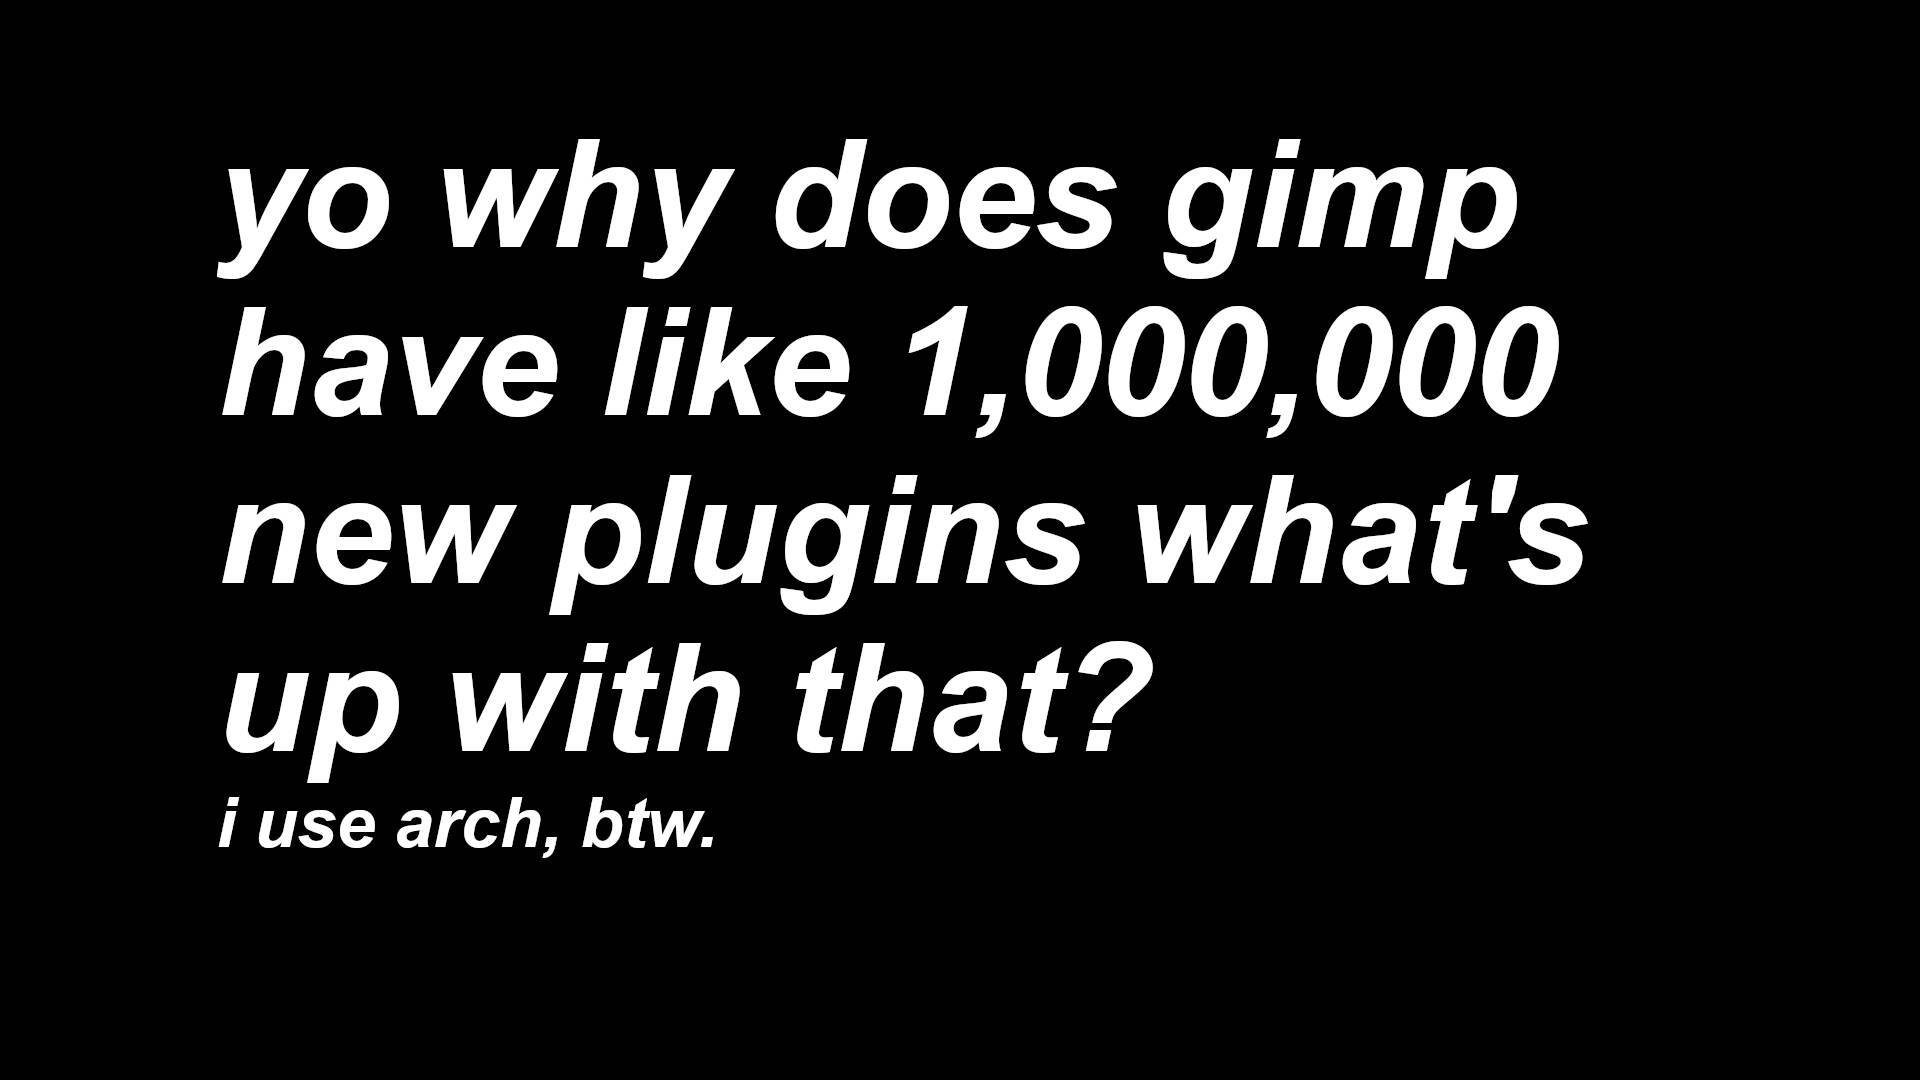 yo why does gimp
have like 1,000,000
new plugins what's
up with that?
i use arch, btw.